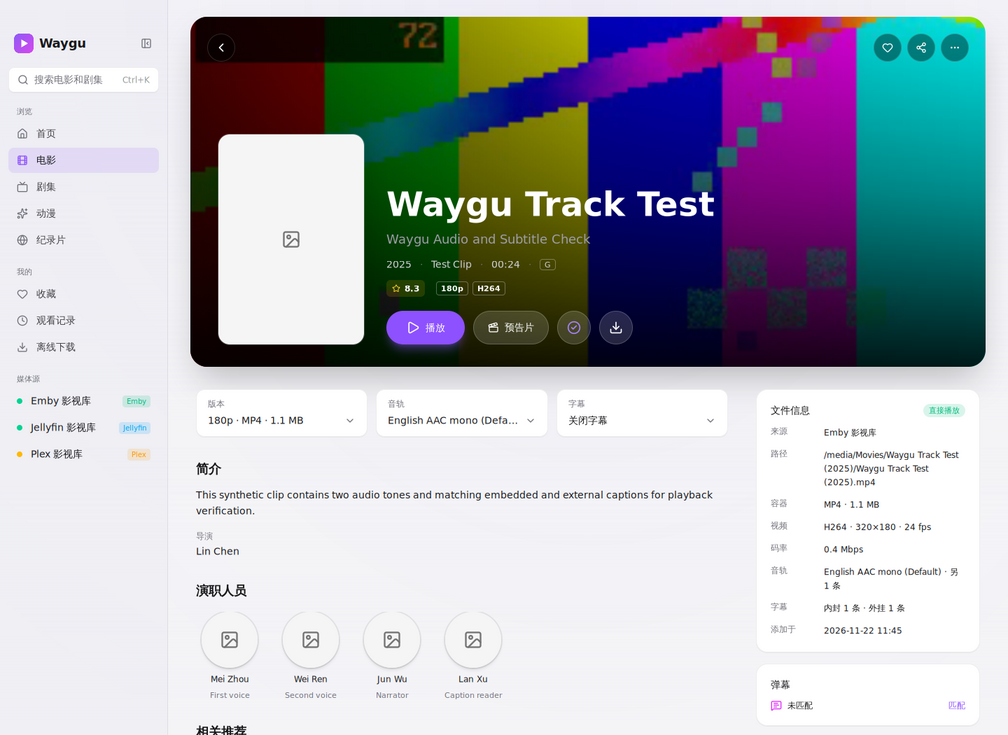 Waygu
搜索电影和剧集 Ctrl+K
浏览
首页
电影
剧集
动漫
纪录片
我的
收藏
观看记录
离线下载
媒体源
Emby 影视库 Emby
Jellyfin 影视库 Jellyfin
Plex 影视库 Plex
72
Waygu Track Test
Waygu Audio and Subtitle Check
2025 · Test Clip · 00:24 · G
8.3 180p H264
播放 预告片
版本
180p · MP4 · 1.1 MB
音轨
English AAC mono (Defa...
字幕
关闭字幕
简介
This synthetic clip contains two audio tones and matching embedded and external captions for playback
verification.
导演
Lin Chen
演职人员
Mei Zhou
First voice
Wei Ren
Second voice
Jun Wu
Narrator
Lan Xu
Caption reader
相关推荐
文件信息 直接播放
来源 Emby 影视库
路径 /media/Movies/Waygu Track Test
(2025)/Waygu Track Test
(2025).mp4
容器 MP4 · 1.1 MB
视频 H264 · 320×180 · 24 fps
码率 0.4 Mbps
音轨 English AAC mono (Default) · 另
1 条
字幕 内封 1 条 · 外挂 1 条
添加于 2026-11-22 11:45
弹幕
未匹配 匹配